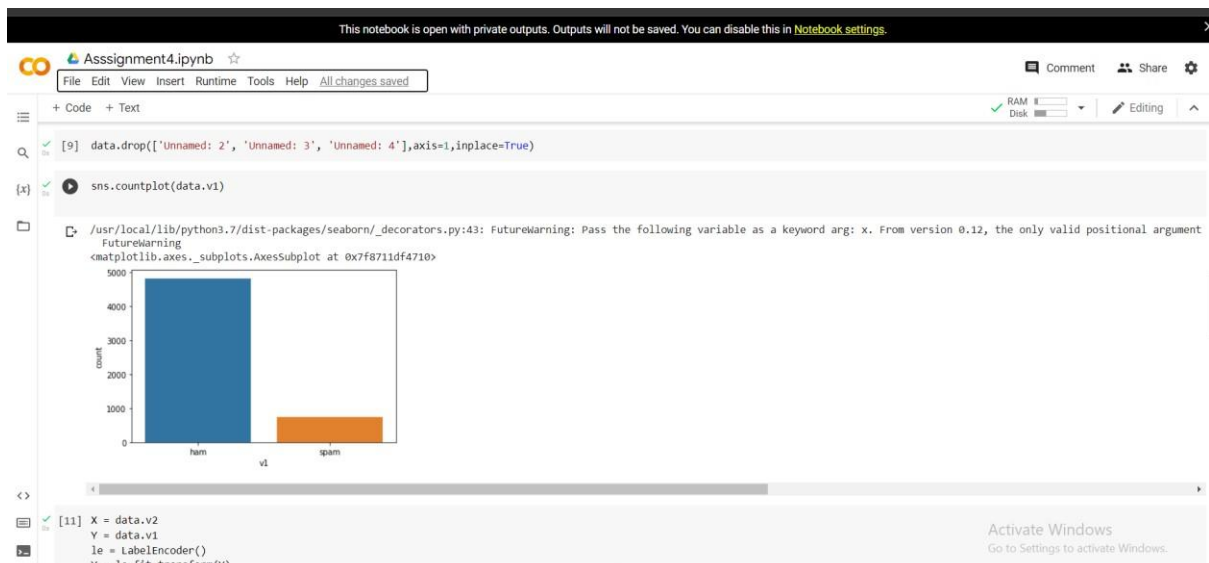 This notebook is open with private outputs. Outputs will not be saved. You can disable this in Notebook settings.
CO
Asssignment4.ipynb
File Edit View Insert Runtime Tools Help All changes saved
Comment Share
+ Code + Text
RAM
Disk
Editing
[9] data.drop(['Unnamed: 2', 'Unnamed: 3', 'Unnamed: 4'],axis=1,inplace=True)
{x}
sns.countplot(data.v1)
/usr/local/lib/python3.7/dist-packages/seaborn/_decorators.py:43: FutureWarning: Pass the following variable as a keyword arg: x. From version 0.12, the only valid positional argument
FutureWarning
<matplotlib.axes._subplots.AxesSubplot at 0x7f8711df4710>
5000
4000
3000
2000
1000
0
count
ham spam
v1
[11] X = data.v2
Y = data.v1
le = LabelEncoder()
Y = le.fit_transform(Y)
Activate Windows
Go to Settings to activate Windows.